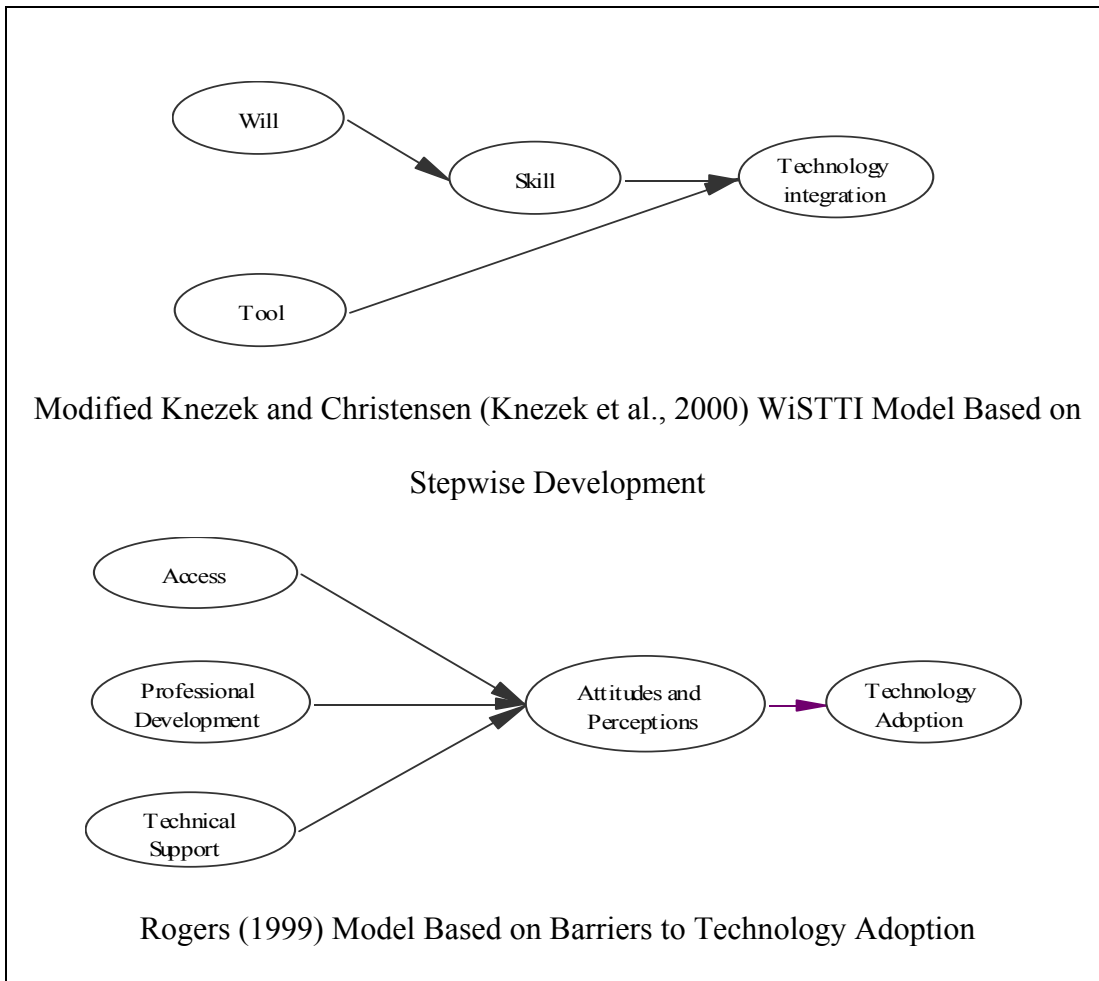 Will
Skill
Technology
integration
Tool
Modified Knezek and Christensen (Knezek et al., 2000) WiSTTI Model Based on
Stepwise Development
Access
Professional
Development
Attitudes and
Perceptions
Technology
Adoption
Technical
Support
Rogers (1999) Model Based on Barriers to Technology Adoption